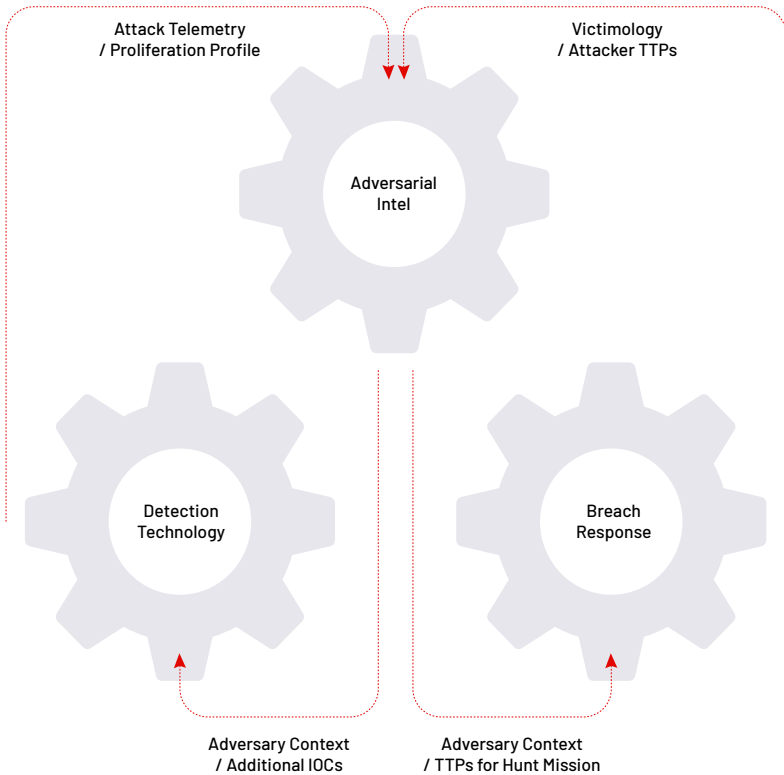 Attack Telemetry
/ Proliferation Profile
Victimology
/ Attacker TTPs
Adversarial
Intel
Detection
Technology
Breach
Response
Adversary Context
/ Additional IOCs
Adversary Context
/ TTPs for Hunt Mission